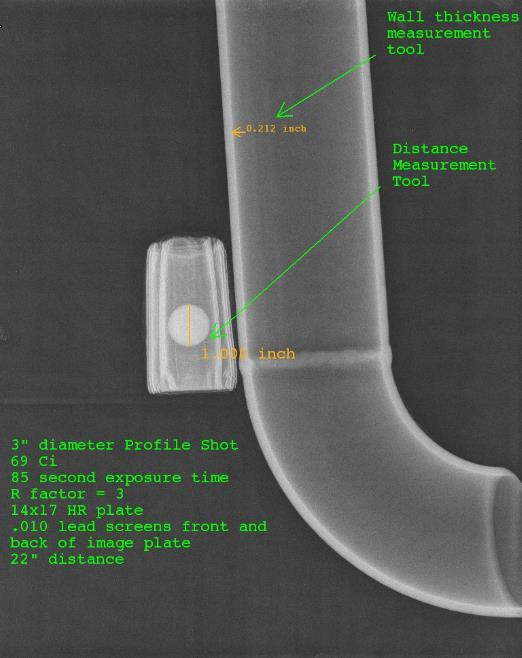 Wall thickness
measurement
tool
0.212 inch
Distance
Measurement
Tool
1.000 inch
3" diameter Profile Shot
69 Ci
85 second exposure time
R factor = 3
14x17 HR plate
.010 lead screens front and
back of image plate
22" distance